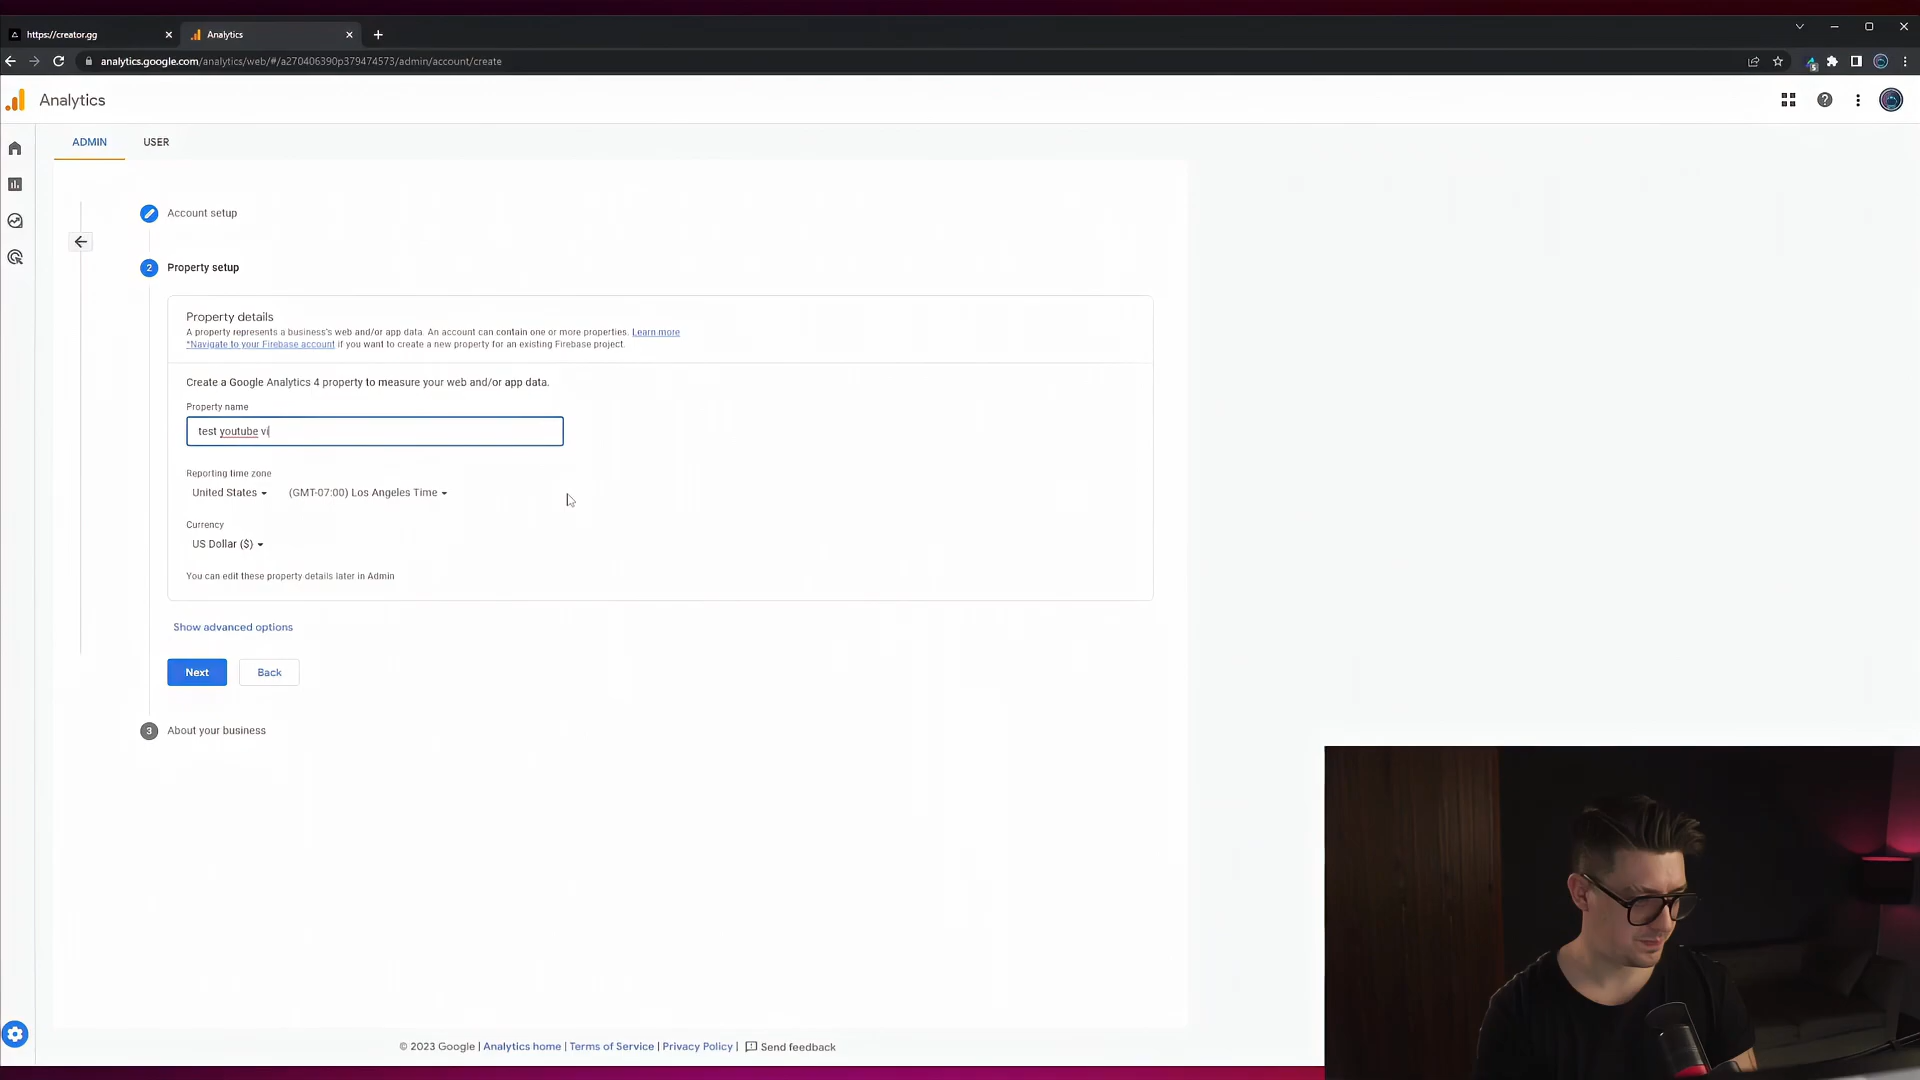 https://creator.gg
Analytics
analytics.google.com/analytics/web/#/a270406390p379474573/admin/account/create
Analytics
ADMIN
USER
Account setup
2
Property setup
Property details
A property represents a business's web and/or app data. An account can contain one or more properties. Learn more
*Navigate to your Firebase account if you want to create a new property for an existing Firebase project.
Create a Google Analytics 4 property to measure your web and/or app data.
Property name
test youtube vi
Reporting time zone
United States
(GMT-07:00) Los Angeles Time
Currency
US Dollar ($)
You can edit these property details later in Admin
Show advanced options
Next
Back
3
About your business
© 2023 Google | Analytics home | Terms of Service | Privacy Policy | Send feedback